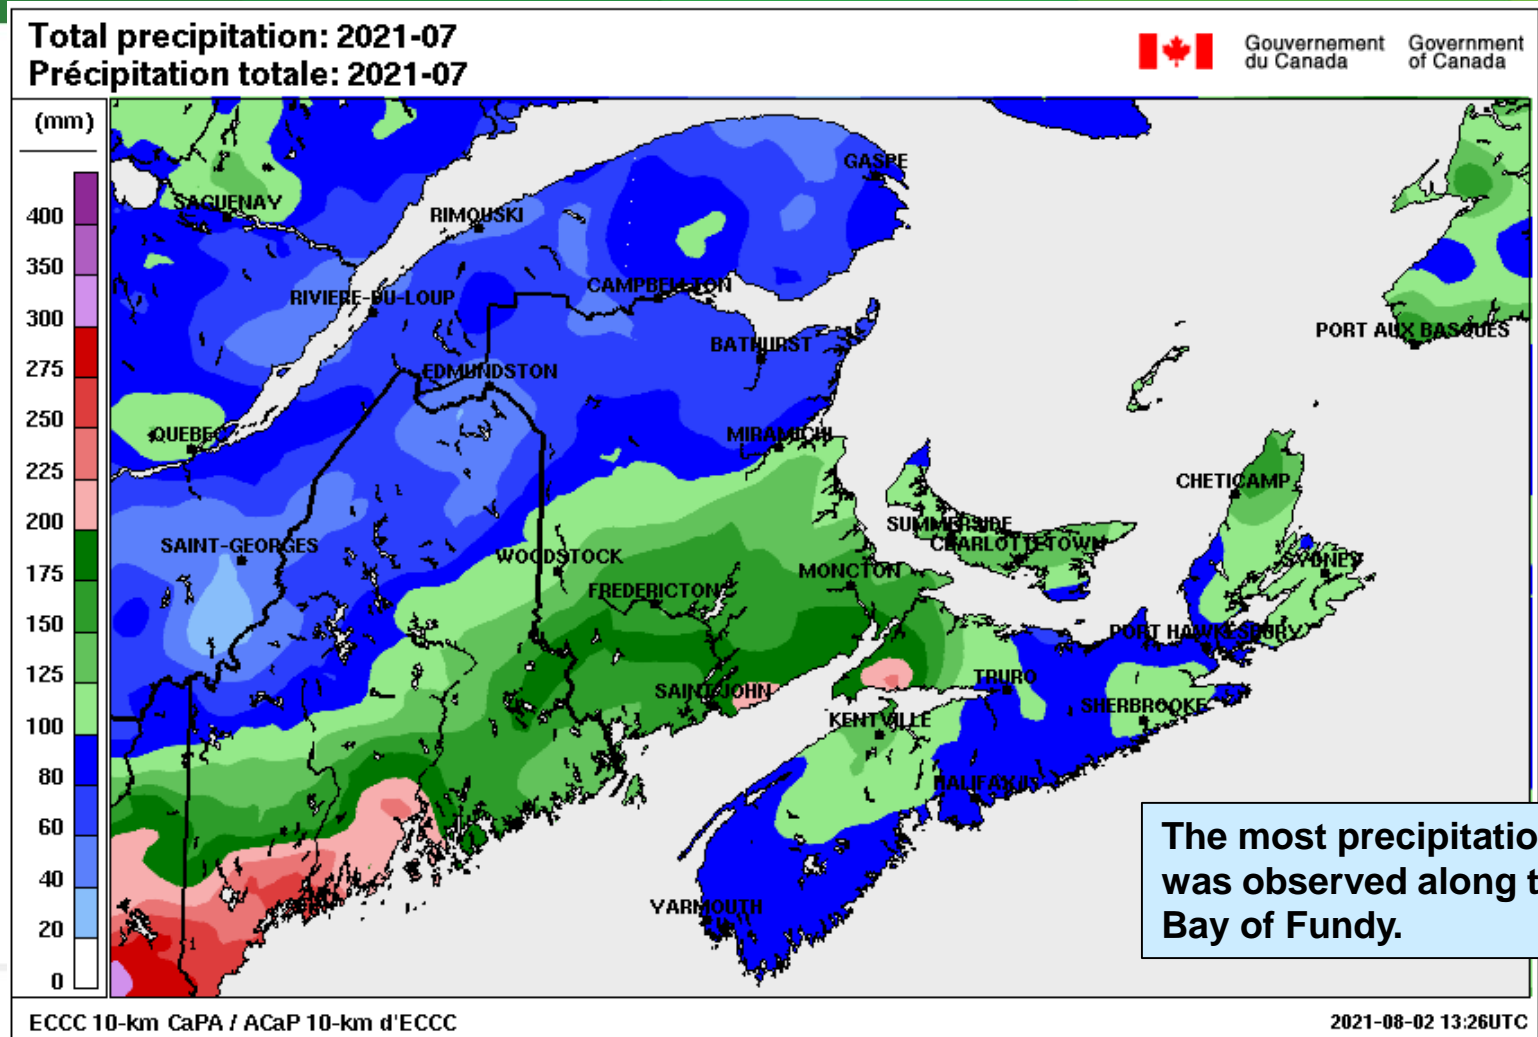 Total precipitation: 2021-07
Précipitation totale: 2021-07
Gouvernement du Canada
Government of Canada
(mm)
400
350
300
275
250
225
200
175
150
125
100
80
60
40
20
0
SAGUENAY
RIMOUSKI
GASPE
RIVIERE-DU-LOUP
CAMPBELLTON
BATHURST
PORT AUX BASQUES
EDMUNDSTON
QUEBEC
MIRAMICHI
CHETICAMP
SUMMERSIDE
CHARLOTTETOWN
SAINT-GEORGES
WOODSTOCK
MONCTON
SYDNEY
FREDERICTON
PORT HAWKESBURY
SAINT JOHN
TRURO
SHERBROOKE
KENTVILLE
HALIFAX
YARMOUTH
The most precipitatio
was observed along t
Bay of Fundy.
ECCC 10-km CaPA / ACaP 10-km d'ECCC
2021-08-02 13:26UTC